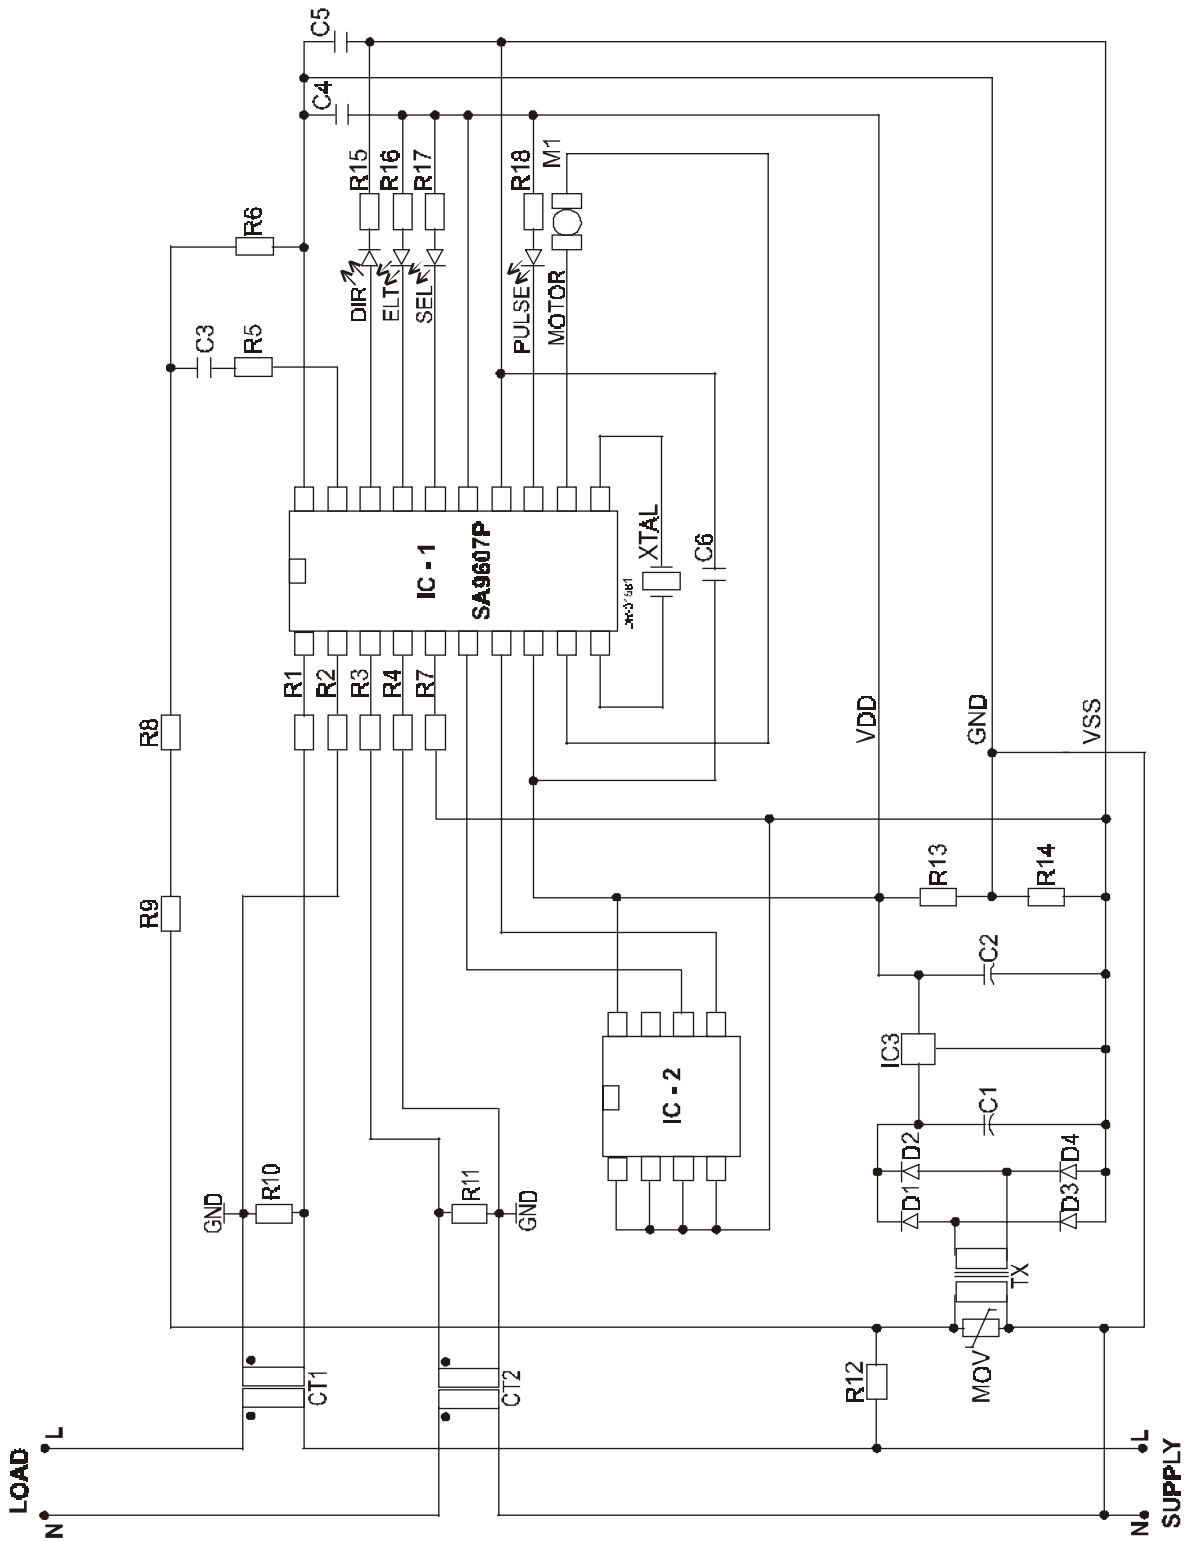 C5
C4
R15
R16
R17
R18
M1
R6
C3
R5
DIR
ELT
SEL
PULSE
MOTOR
IC - 1
SA9607P
XTAL
C6
R1
R2
R3
R4
R7
R8
VDD
GND
VSS
R9
R13
R14
C2
IC3
IC - 2
C1
D2
D4
D1
D3
GND
R10
R11
GND
TX
CT1
CT2
R12
MOV
LOAD
L
N
L
N
SUPPLY